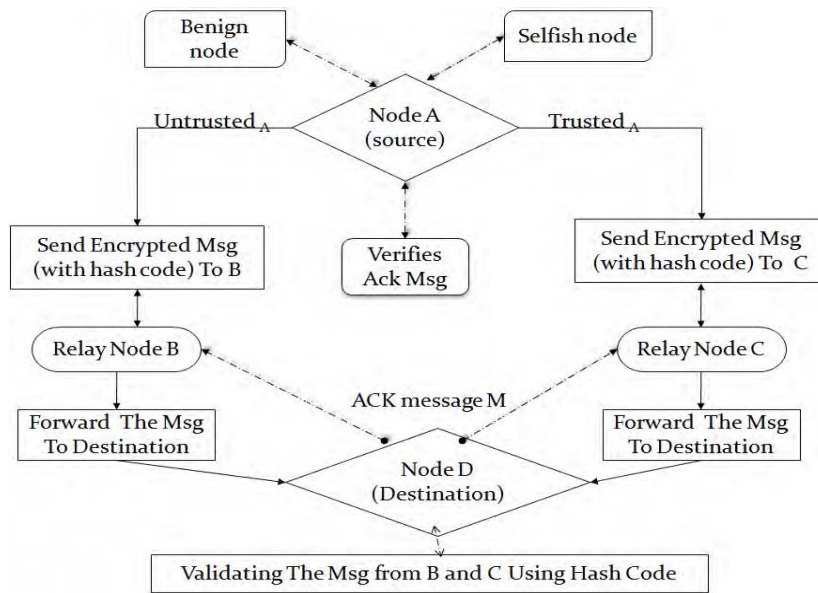 Benign
node
Selfish node
Node A
(source)
Untrusted A
Trusted A
Send Encrypted Msg
(with hash code) To B
Verifies
Ack Msg
Send Encrypted Msg
(with hash code) To C
Relay Node B
Relay Node C
ACK message M
Forward The Msg
To Destination
Forward The Msg
To Destination
Node D
(Destination)
Validating The Msg from B and C Using Hash Code